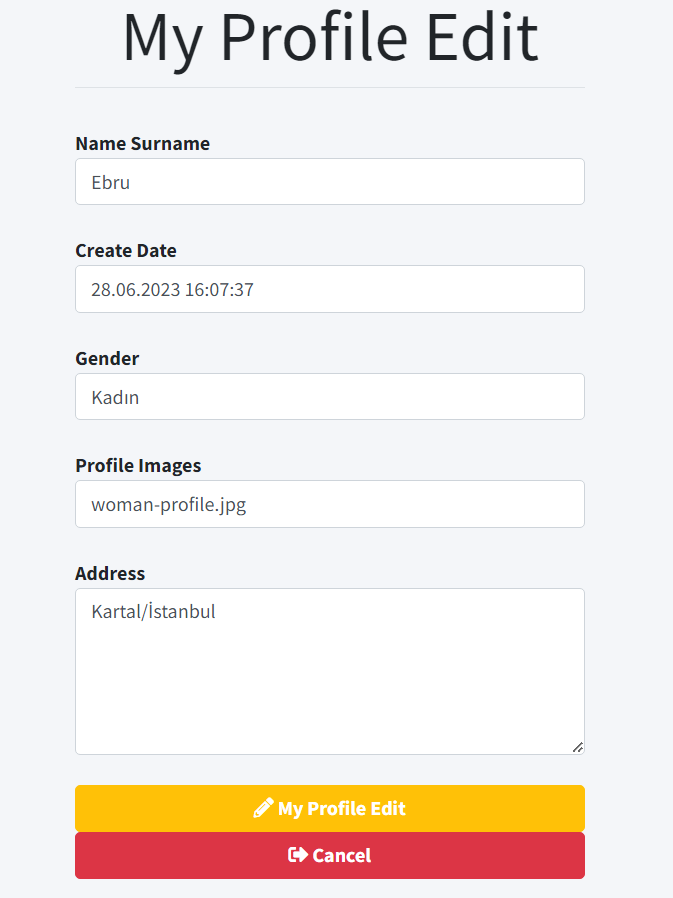 My Profile Edit
Name Surname
Ebru
Create Date
28.06.2023 16:07:37
Gender
Kadın
Profile Images
woman-profile.jpg
Address
Kartal/İstanbul
My Profile Edit
Cancel